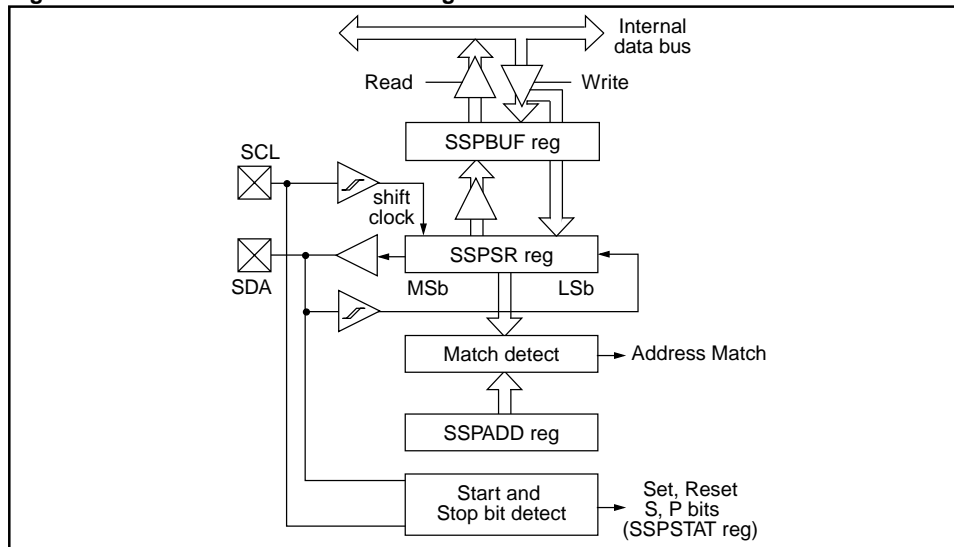 Internal
data bus
Read
Write
SSPBUF reg
SCL
shift
clock
SSPSR reg
SDA
MSb
LSb
Match detect
Address Match
SSPADD reg
Start and
Stop bit detect
Set, Reset
S, P bits
(SSPSTAT reg)